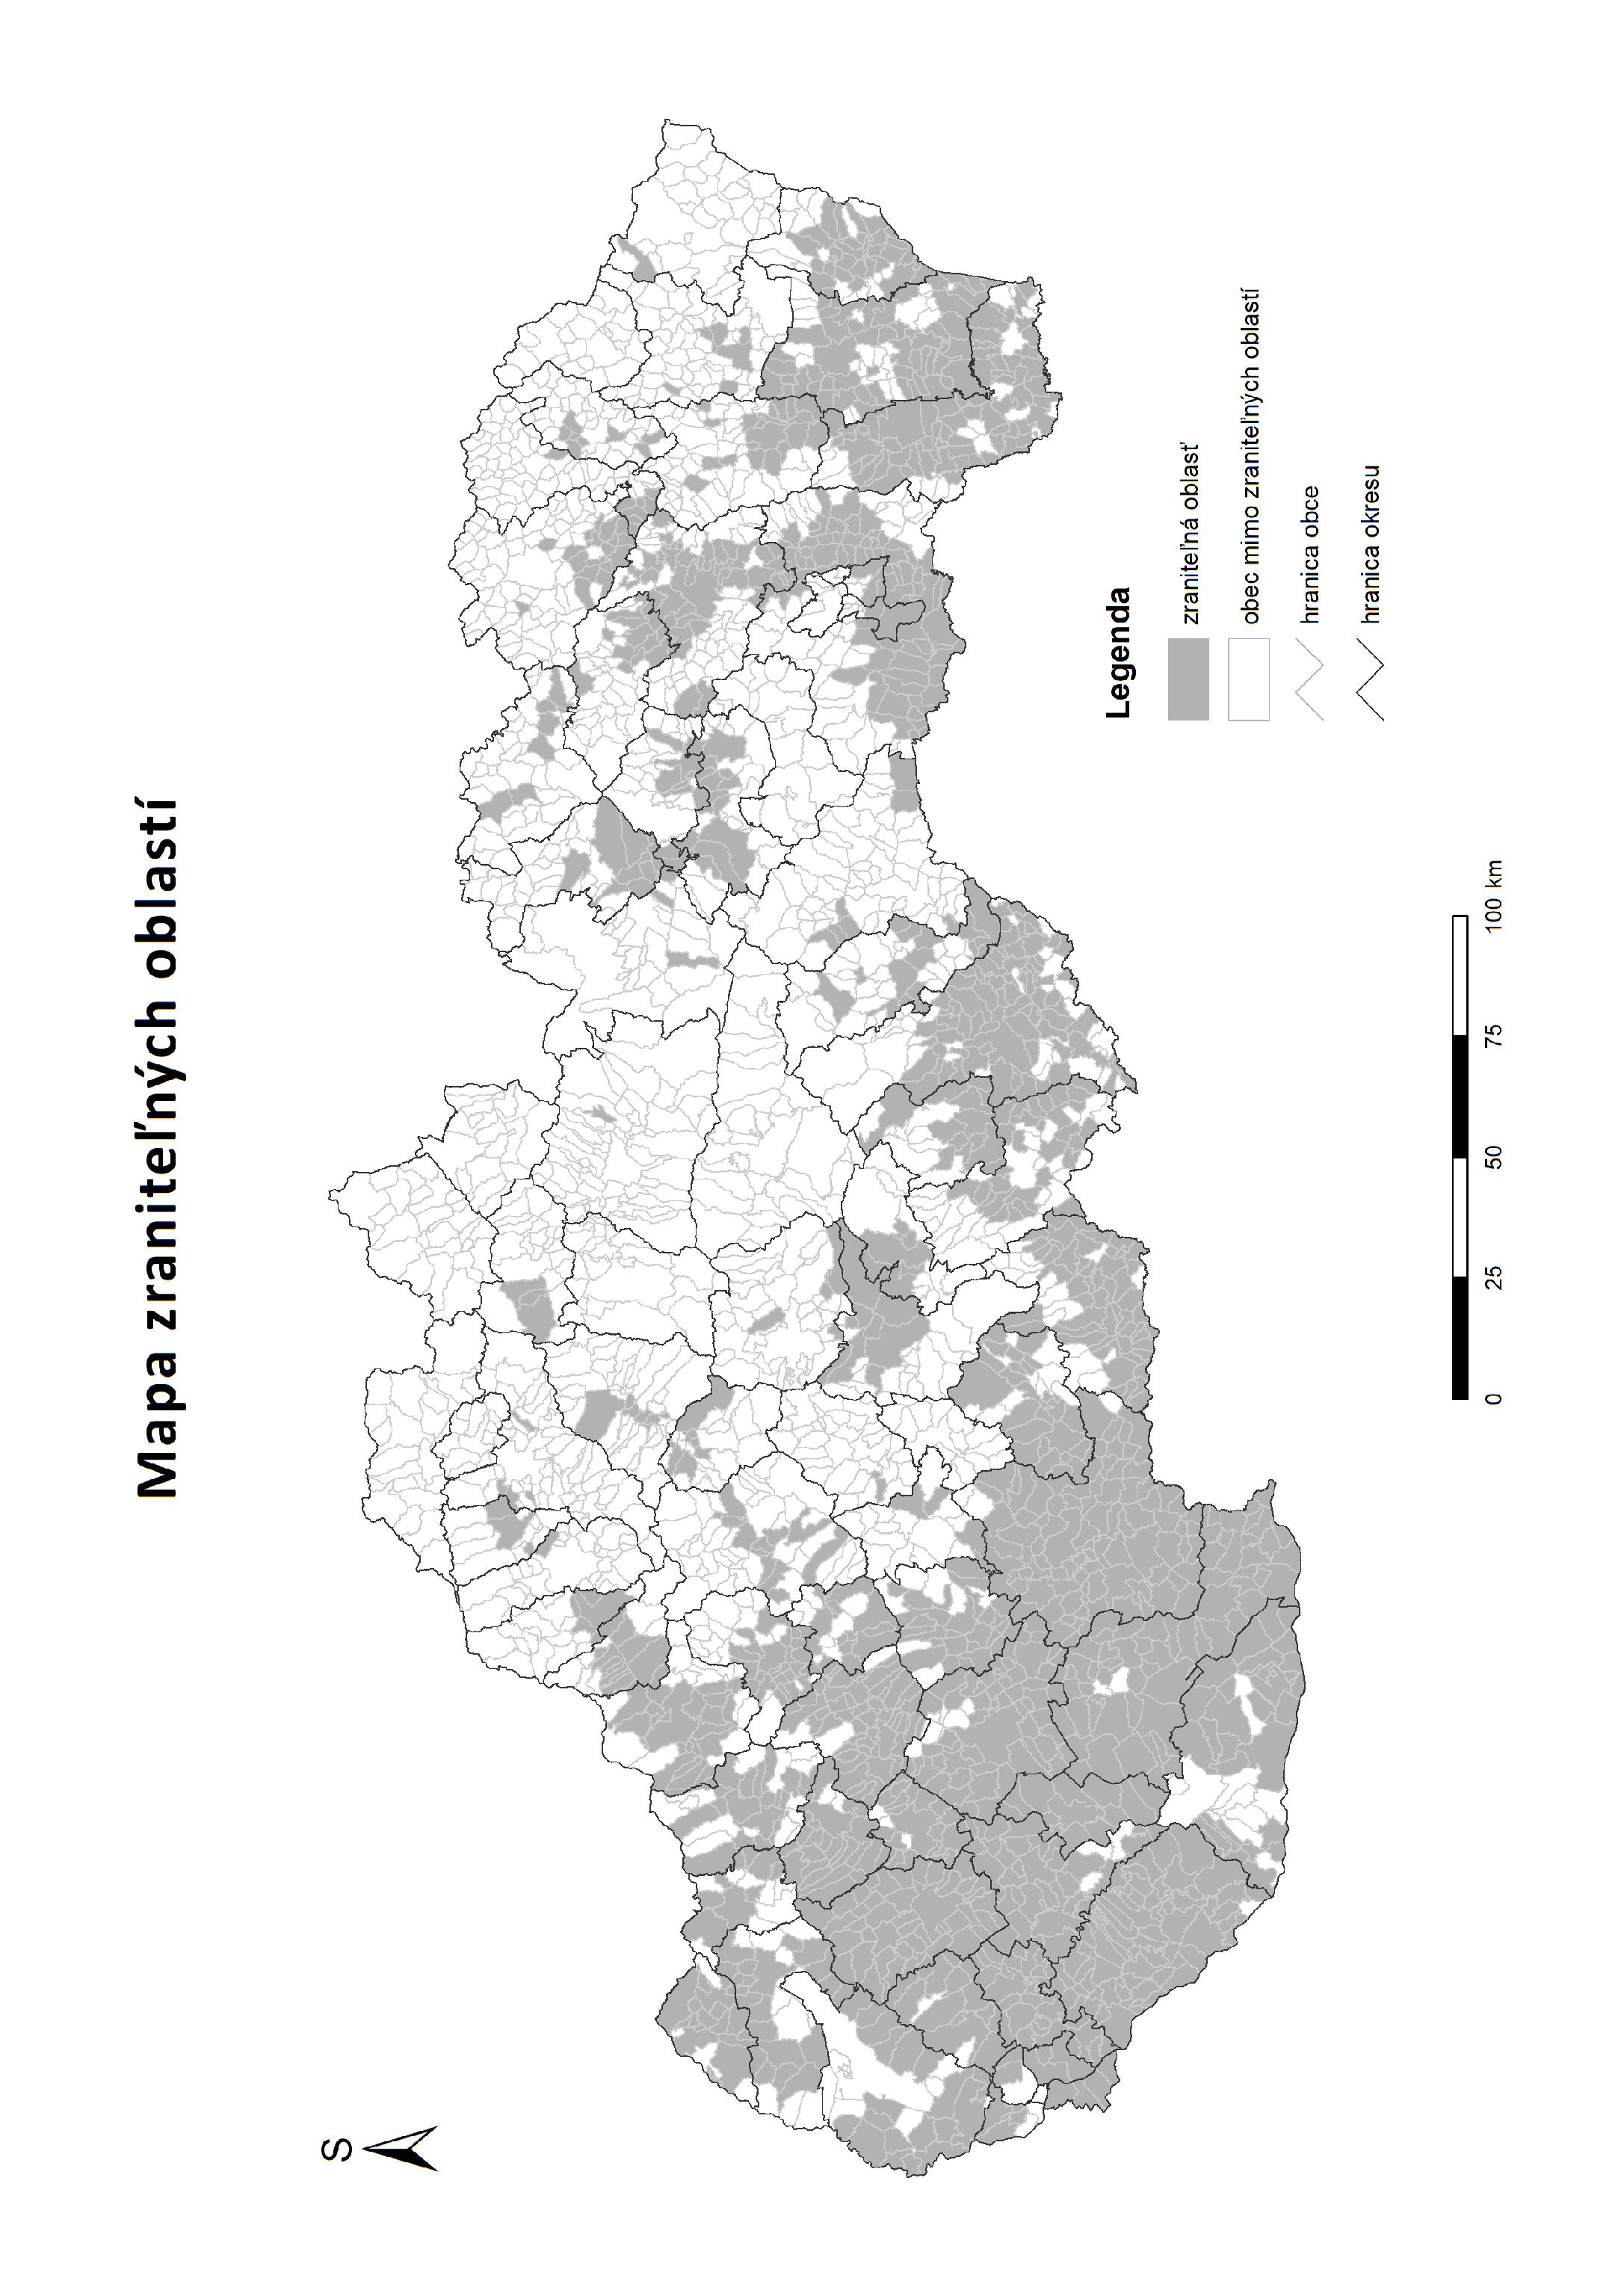 Mapa zraniteľných oblastí
S
Legenda
zraniteľná oblasť
obec mimo zraniteľných oblastí
hranica obce
hranica okresu
0 25 50 75 100 km